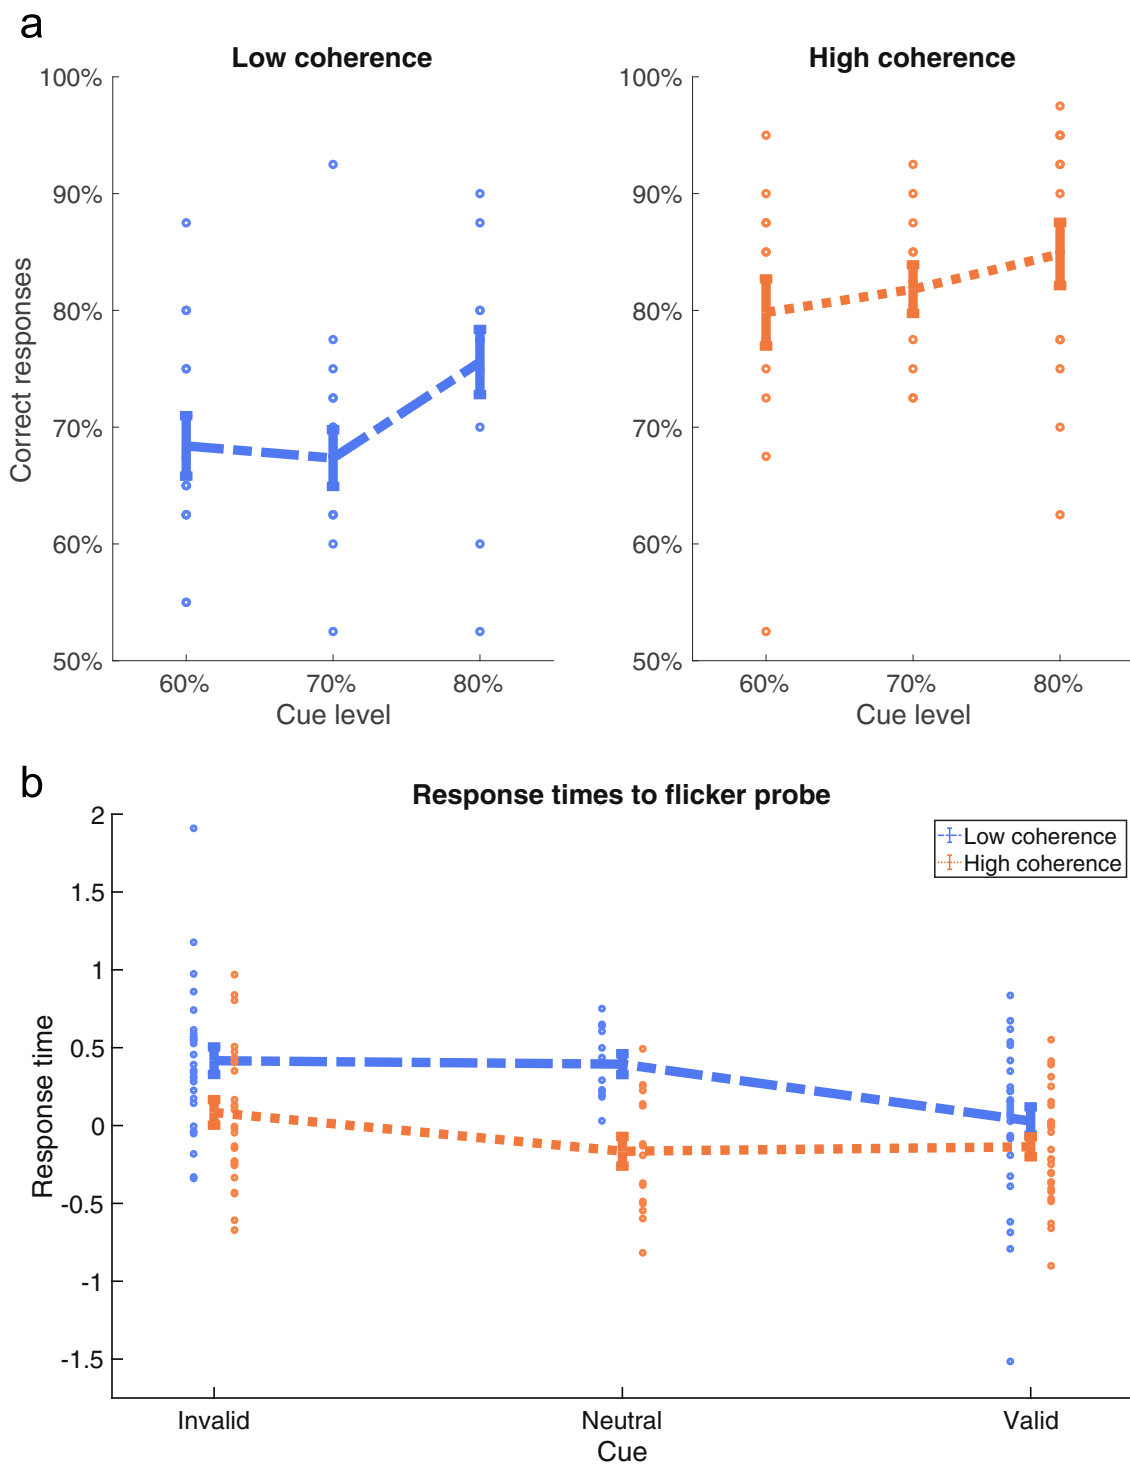 a
Low coherence
High coherence
100%
90%
80%
70%
60%
50%
Correct responses
60%
70%
80%
Cue level
100%
90%
80%
70%
60%
50%
60%
70%
80%
Cue level
b
Response times to flicker probe
Low coherence
High coherence
2
1.5
1
0.5
0
-0.5
-1
-1.5
Response time
Invalid
Neutral
Valid
Cue